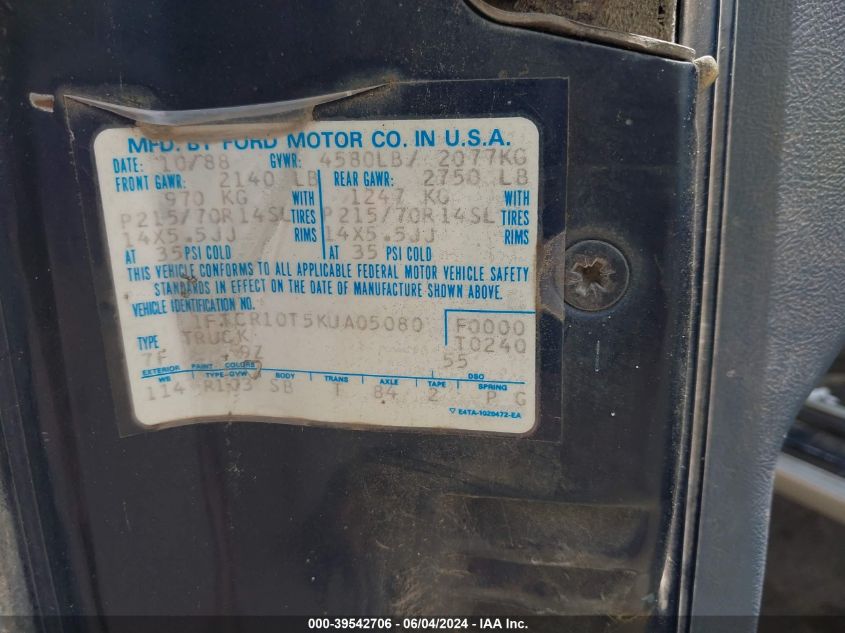 MFD. BY FORD MOTOR CO. IN U.S.A.
DATE: 10/88 GVWR: 4580LB/ 2077KG
FRONT GAWR: 2140 LB REAR GAWR: 2750 LB
970 KG WITH 1247 KG WITH
P215/70R14SL TIRES P215/70R14SL TIRES
14X5.5JJ RIMS 14X5.5JJ RIMS
AT 35 PSI COLD AT 35 PSI COLD
THIS VEHICLE CONFORMS TO ALL APPLICABLE FEDERAL MOTOR VEHICLE SAFETY
STANDARDS IN EFFECT ON THE DATE OF MANUFACTURE SHOWN ABOVE.
VEHICLE IDENTIFICATION NO.
1FTCR10T5KUA05080 F0000
TYPE TRUCK T0240
7F 9Z 55
EXTERIOR PAINT COLORS DSO
WB TYPE-GVW BODY TRANS AXLE TAPE SPRING
114 R103 SB 1 84 2 P G
▽ E4TA-1020472-EA
000-39542706 - 06/04/2024 - IAA Inc.